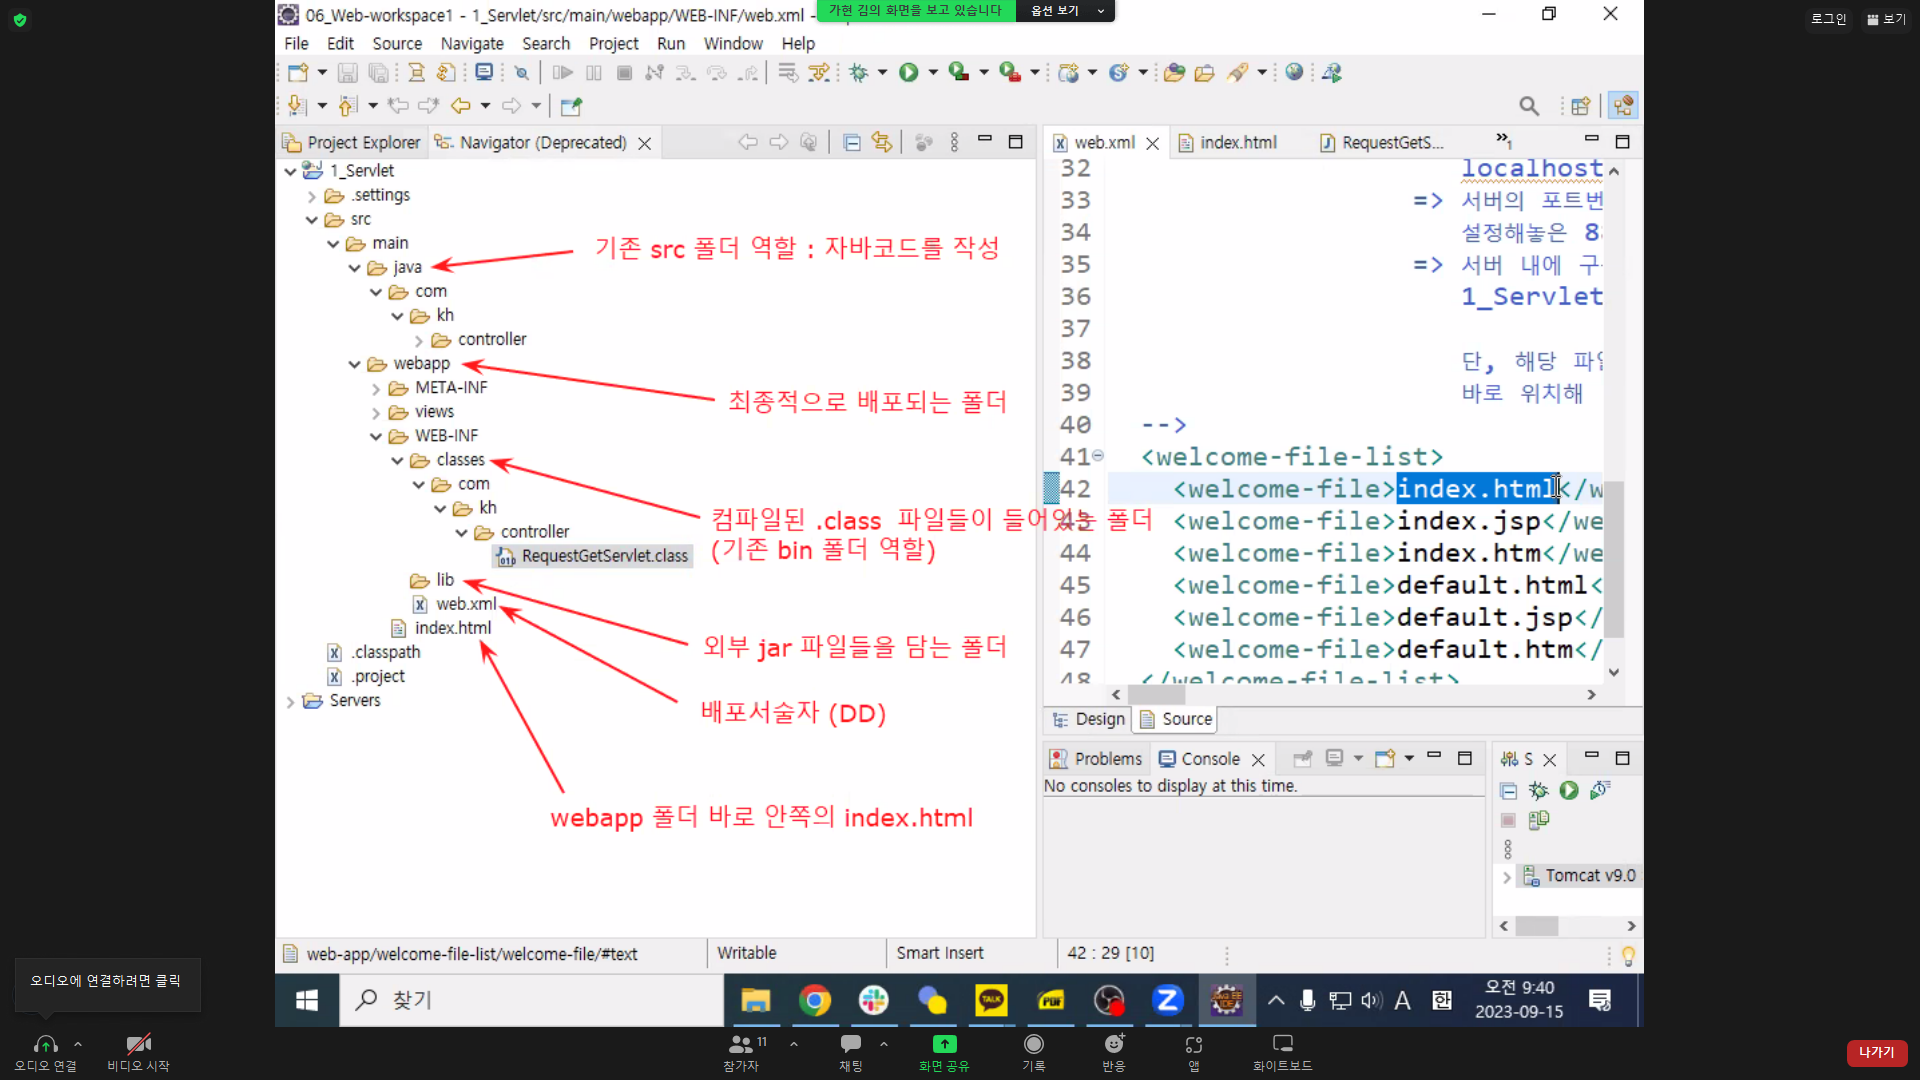 가현 김의 화면을 보고 있습니다
옵션 보기
로그인
보기
06_Web-workspace1 - 1_Servlet/src/main/webapp/WEB-INF/web.xml -
File Edit Source Navigate Search Project Run Window Help
Project Explorer
Navigator (Deprecated)
1_Servlet
.settings
src
main
java
com
kh
controller
webapp
META-INF
views
WEB-INF
classes
com
kh
controller
RequestGetServlet.class
lib
web.xml
index.html
.classpath
.project
Servers
기존 src 폴더 역할 : 자바코드를 작성
최종적으로 배포되는 폴더
컴파일된 .class 파일들이 들어있는 폴더
(기존 bin 폴더 역할)
외부 jar 파일들을 담는 폴더
배포서술자 (DD)
webapp 폴더 바로 안쪽의 index.html
web.xml
index.html
RequestGetS...
»1
32 localhost
33 => 서버의 포트번
34 설정해놓은 8
35 => 서버 내에 구
36 1_Servlet
37
38 단, 해당 파일
39 바로 위치해
40 -->
41 <welcome-file-list>
42 <welcome-file>index.html</w
43 <welcome-file>index.jsp</we
44 <welcome-file>index.htm</we
45 <welcome-file>default.html<
46 <welcome-file>default.jsp</
47 <welcome-file>default.htm</
48 </welcome-file-list>
Design
Source
Problems
Console
S
No consoles to display at this time.
Tomcat v9.0
web-app/welcome-file-list/welcome-file/#text
Writable
Smart Insert
42 : 29 [10]
오디오에 연결하려면 클릭
찾기
TALK
PDF
Z
A
한
오전 9:40
2023-09-15
오디오 연결
비디오 시작
11
참가자
채팅
화면 공유
기록
반응
앱
화이트보드
나가기